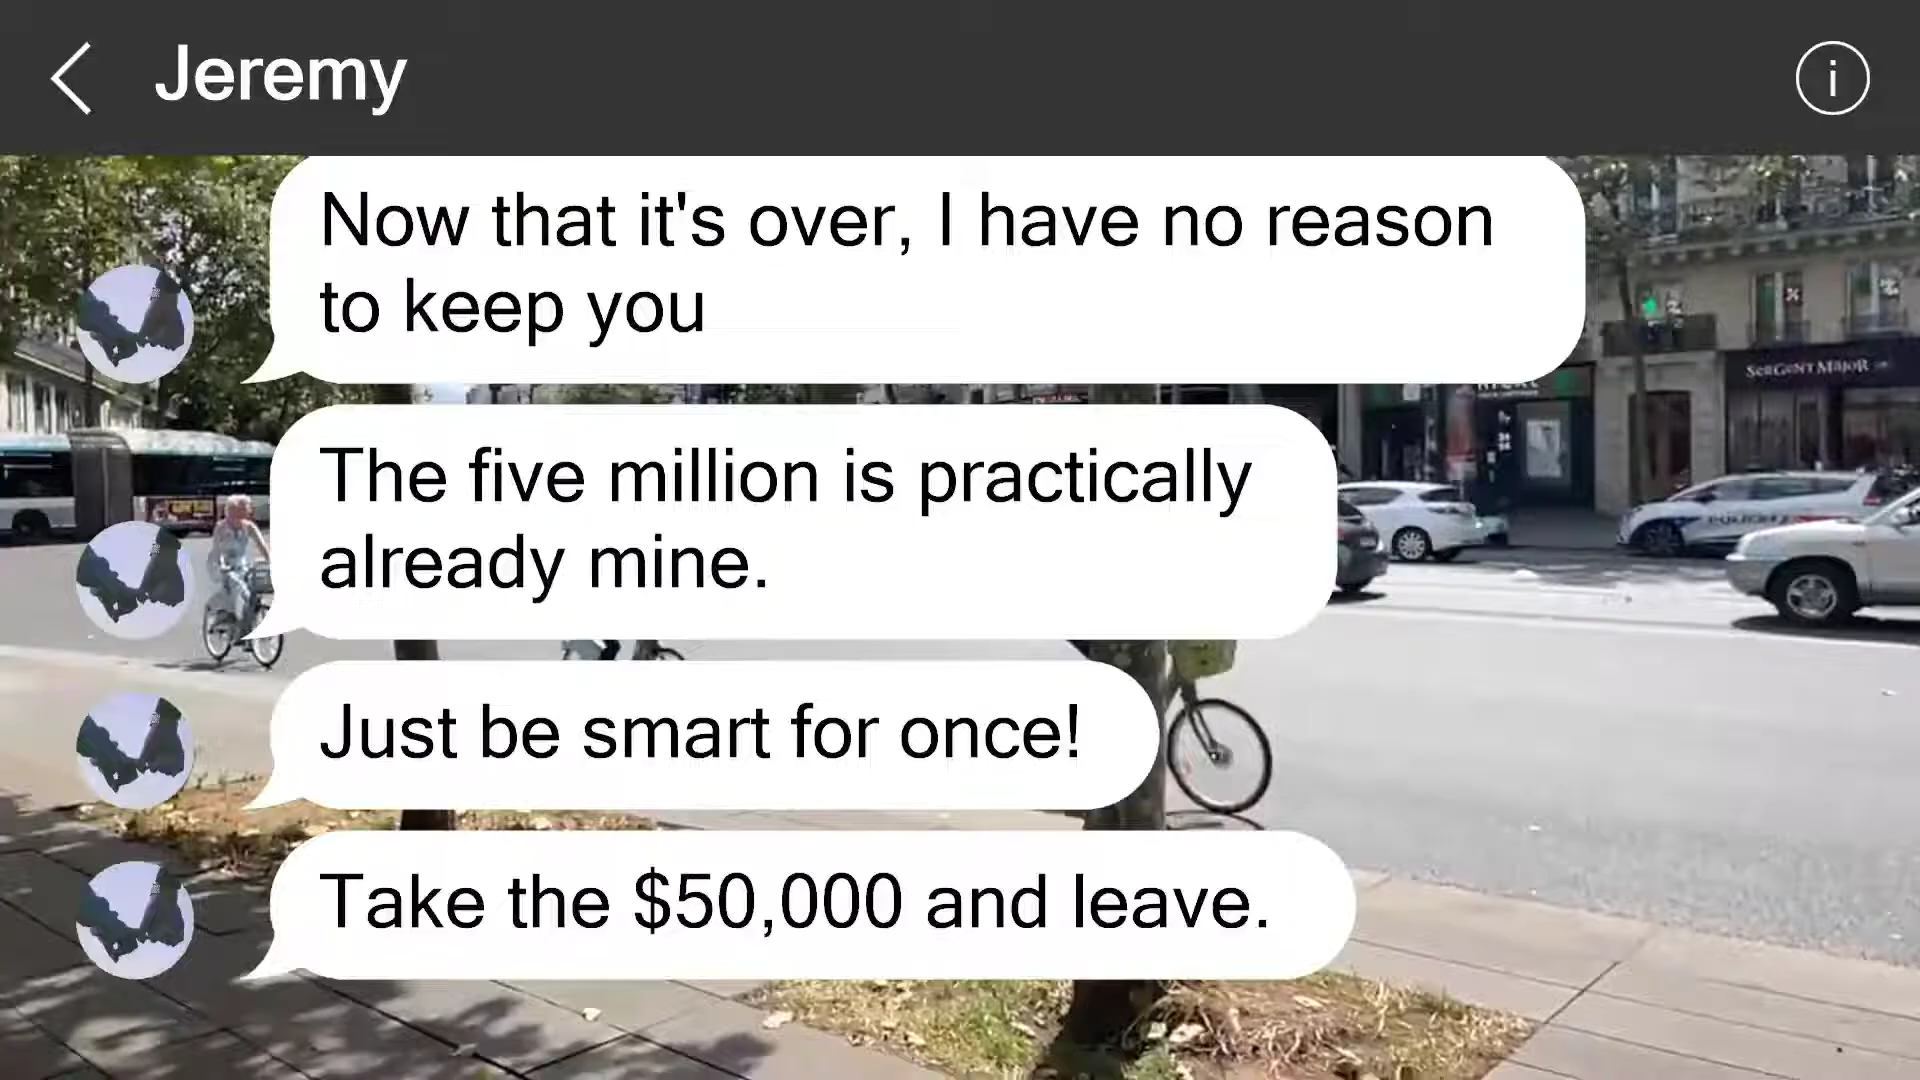 Jeremy
Now that it's over, I have no reason
to keep you
The five million is practically
already mine.
SERGENT MAJOR
Just be smart for once!
Take the $50,000 and leave.